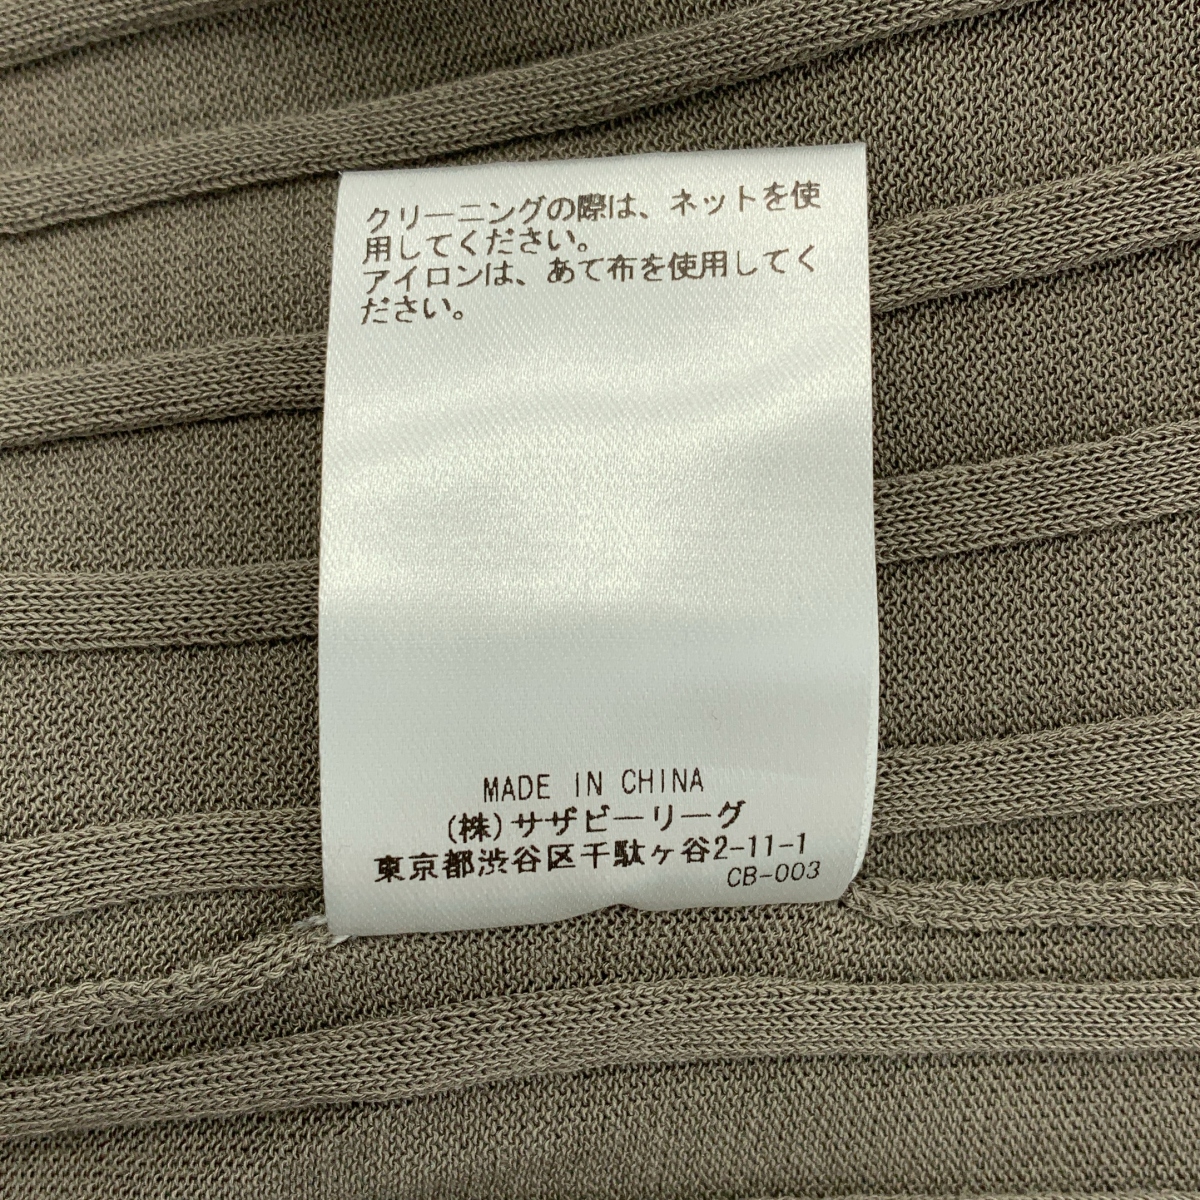 クリーニングの際は、ネットを使
用してください。
アイロンは、あて布を使用してく
ださい。
MADE IN CHINA
(株)サザビーリーグ
東京都渋谷区千駄ヶ谷2-11-1
CB-003